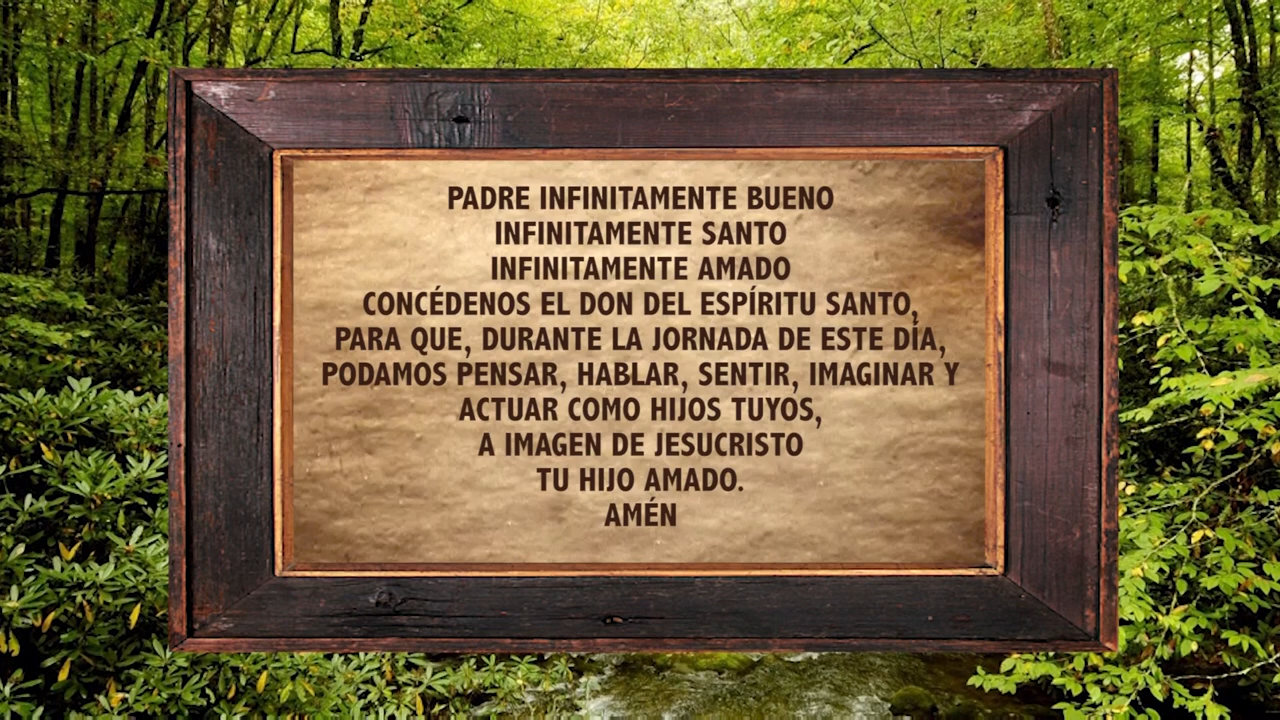 PADRE INFINITAMENTE BUENO
INFINITAMENTE SANTO
INFINITAMENTE AMADO
CONCÉDENOS EL DON DEL ESPÍRITU SANTO,
PARA QUE, DURANTE LA JORNADA DE ESTE DÍA,
PODAMOS PENSAR, HABLAR, SENTIR, IMAGINAR Y
ACTUAR COMO HIJOS TUYOS,
A IMAGEN DE JESUCRISTO
TU HIJO AMADO.
AMÉN